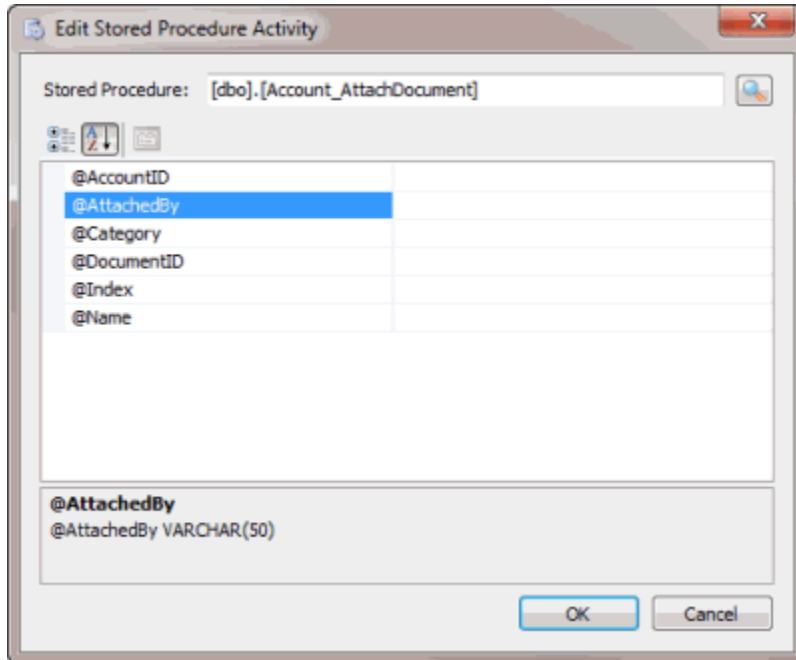 Edit Stored Procedure Activity
Stored Procedure: [dbo].[Account_AttachDocument]
@AccountID
@AttachedBy
@Category
@DocumentID
@Index
@Name
@AttachedBy
@AttachedBy VARCHAR(50)
OK Cancel